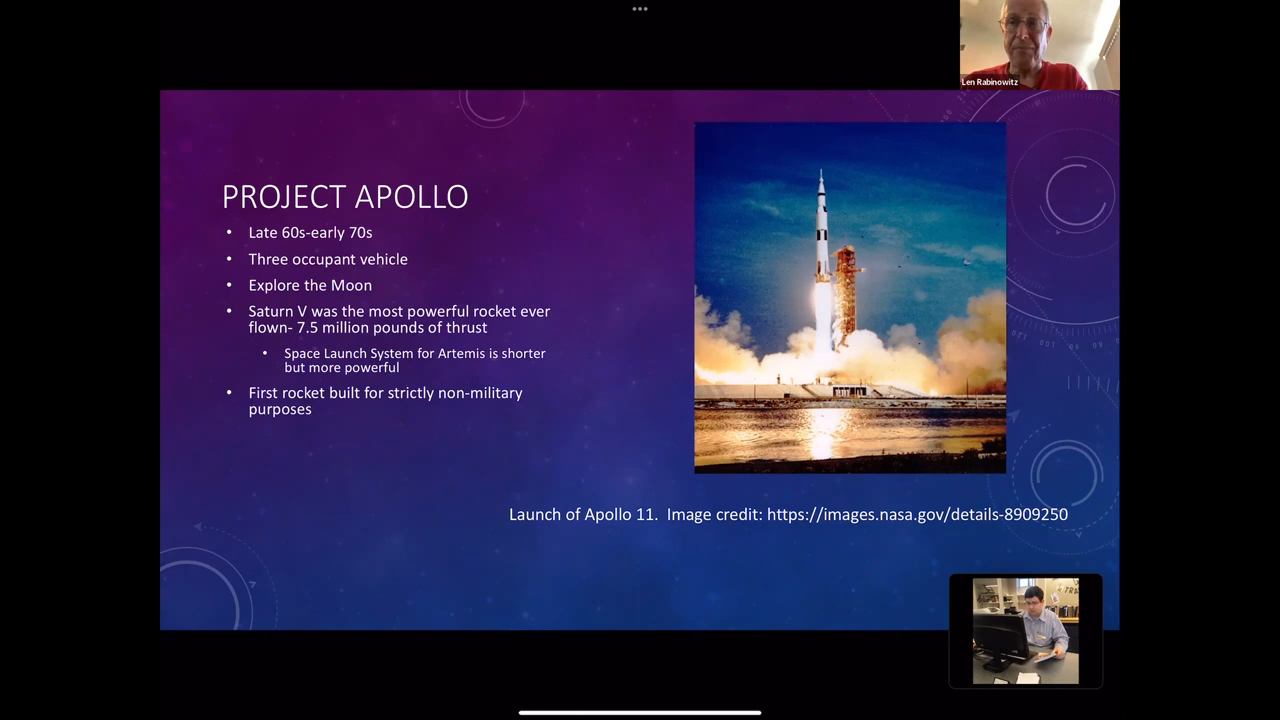 Len Rabinowitz
PROJECT APOLLO
• Late 60s-early 70s
• Three occupant vehicle
• Explore the Moon
• Saturn V was the most powerful rocket ever
flown- 7.5 million pounds of thrust
• Space Launch System for Artemis is shorter
but more powerful
• First rocket built for strictly non-military
purposes
Launch of Apollo 11. Image credit: https://images.nasa.gov/details-8909250